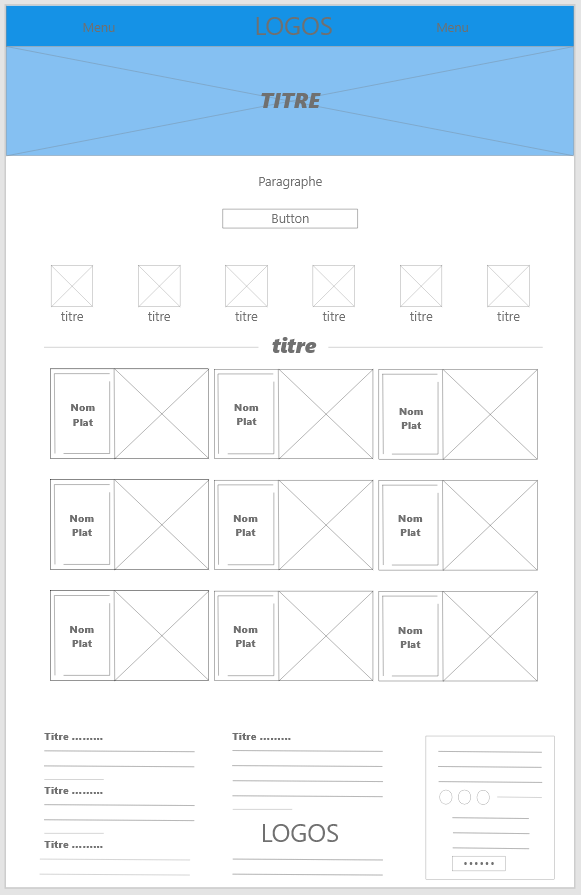 Menu LOGOS Menu
TITRE
Paragraphe
Button
titre titre titre titre titre titre
titre
Nom Nom Nom
Plat Plat Plat
Nom Nom Nom
Plat Plat Plat
Nom Nom Nom
Plat Plat Plat
Titre ......... Titre .........
Titre .........
LOGOS
Titre .........